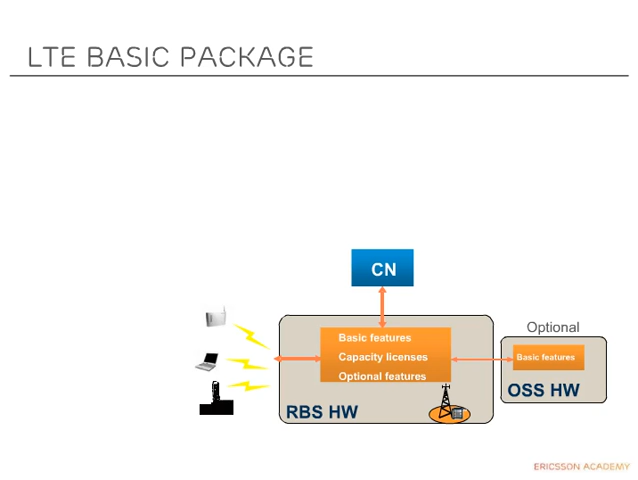 LTE BASIC PACKAGE
CN
Optional
Basic features
Capacity licenses
Optional features
Basic features
RBS HW
OSS HW
ERICSSON ACADEMY